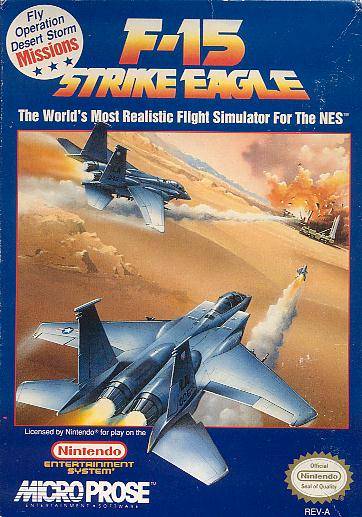 Fly
Operation
Desert Storm
Missions
F-15
STRIKE EAGLE
The World's Most Realistic Flight Simulator For The NES™
Licensed by Nintendo® for play on the
Nintendo
ENTERTAINMENT
SYSTEM®
MICROPROSE™
ENTERTAINMENT • SOFTWARE
Official
Nintendo
Seal of Quality
REV-A